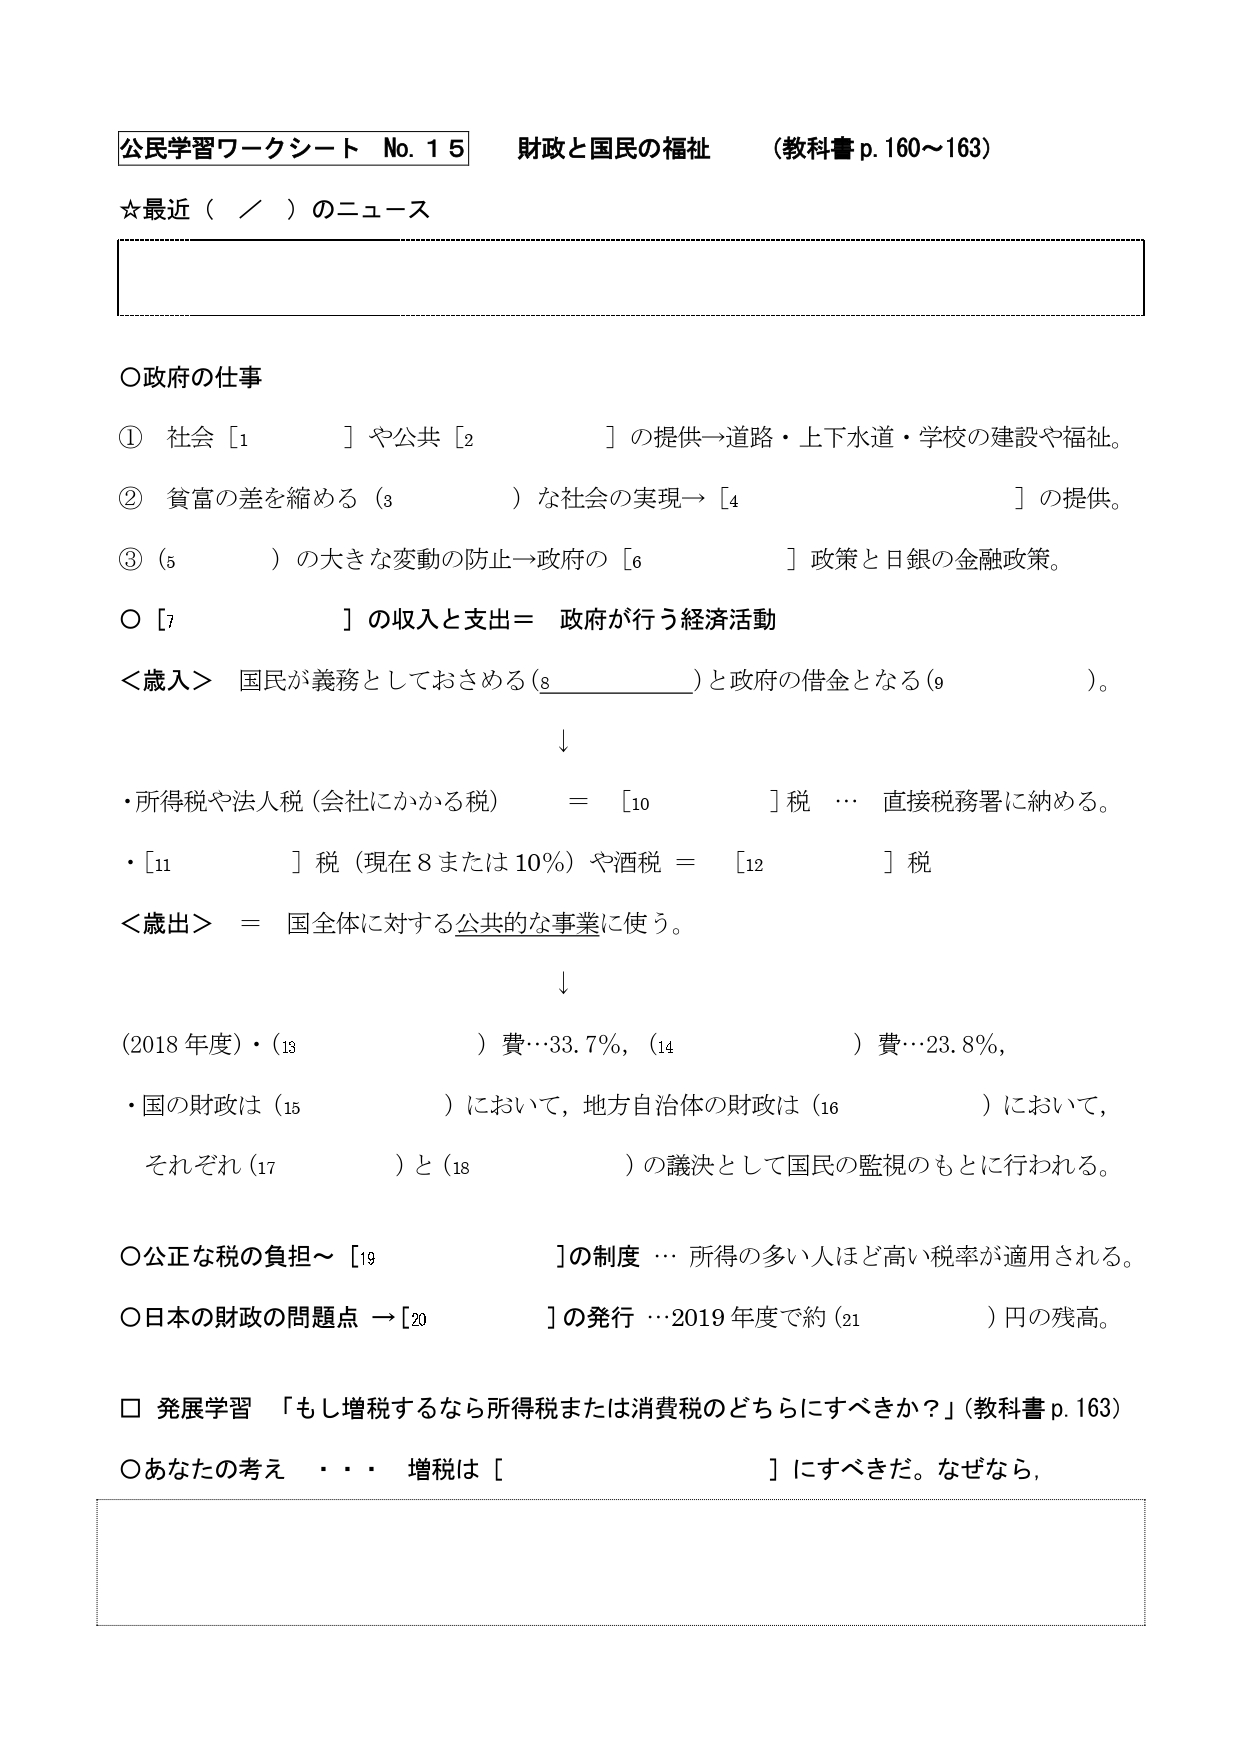 公民学習ワークシート　No.１５　　財政と国民の福祉　　（教科書p.160～163）
☆最近（　／　）のニュース
〇政府の仕事
①　社会［1　　　　］や公共［2　　　　　］の提供→道路・上下水道・学校の建設や福祉。
②　貧富の差を縮める（3　　　　　）な社会の実現→［4　　　　　　　　　　　］の提供。
③（5　　　　）の大きな変動の防止→政府の［6　　　　　　］政策と日銀の金融政策。
〇［7　　　　　　　］の収入と支出＝　政府が行う経済活動
＜歳入＞　国民が義務としておさめる(8　　　　　　)と政府の借金となる(9　　　　　　)。
↓
・所得税や法人税（会社にかかる税）　　＝　［10　　　　　］税　…　直接税務署に納める。
・［11　　　　　］税（現在８または10％）や酒税　＝　［12　　　　　］税
＜歳出＞　＝　国全体に対する公共的な事業に使う。
↓
（2018年度）・（13　　　　　　　）費…33.7％，（14　　　　　　　）費…23.8％，
・国の財政は（15　　　　　　）において，地方自治体の財政は（16　　　　　　）において，
それぞれ（17　　　　　）と（18　　　　　　）の議決として国民の監視のもとに行われる。
〇公正な税の負担～［19　　　　　　　］の制度　…　所得の多い人ほど高い税率が適用される。
〇日本の財政の問題点　→［20　　　　　］の発行　…2019年度で約（21　　　　　）円の残高。
□　発展学習　「もし増税するなら所得税または消費税のどちらにすべきか？」（教科書p.163）
〇あなたの考え　・・・　増税は［　　　　　　　　　　　］にすべきだ。なぜなら，